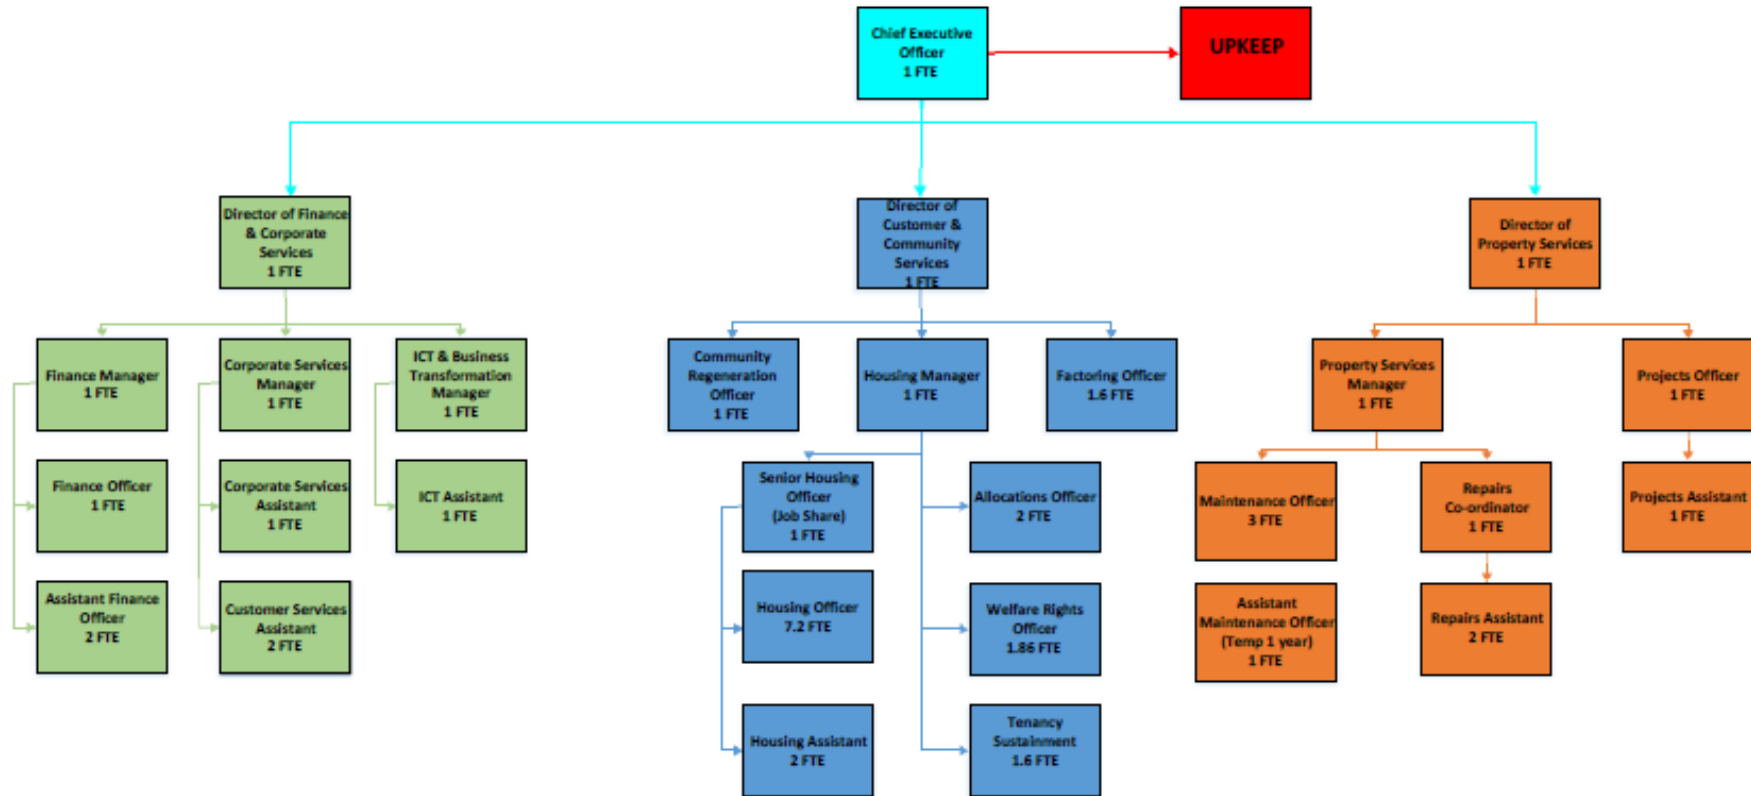 Chief Executive
Officer
1 FTE
UPKEEP
Director of Finance
& Corporate
Services
1 FTE
Director of
Customer &
Community
Services
1 FTE
Director of
Property Services
1 FTE
Finance Manager
1 FTE
Corporate Services
Manager
1 FTE
ICT & Business
Transformation
Manager
1 FTE
Community
Regeneration
Officer
1 FTE
Housing Manager
1 FTE
Factoring Officer
1.6 FTE
Property Services
Manager
1 FTE
Projects Officer
1 FTE
Finance Officer
1 FTE
Corporate Services
Assistant
1 FTE
ICT Assistant
1 FTE
Senior Housing
Officer
(Job Share)
1 FTE
Allocations Officer
2 FTE
Maintenance Officer
3 FTE
Repairs
Co-ordinator
1 FTE
Projects Assistant
1 FTE
Assistant Finance
Officer
2 FTE
Customer Services
Assistant
2 FTE
Housing Officer
7.2 FTE
Welfare Rights
Officer
1.86 FTE
Assistant
Maintenance Officer
(Temp 1 year)
1 FTE
Repairs Assistant
2 FTE
Housing Assistant
2 FTE
Tenancy
Sustainment
1.6 FTE